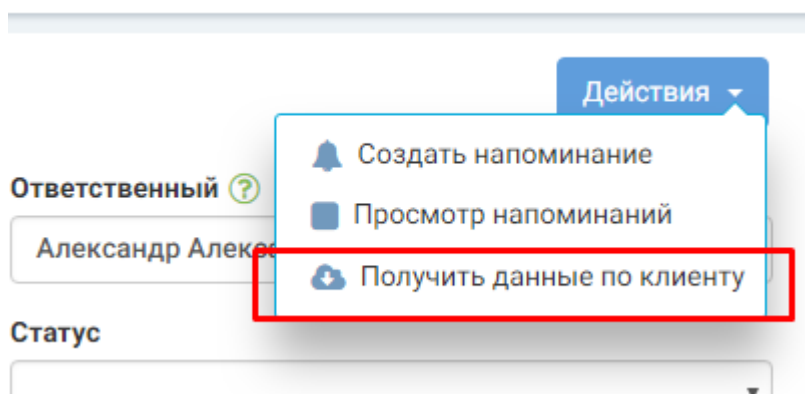 Действия
Создать напоминание
Ответственный ?
Просмотр напоминаний
Александр
Получить данные по клиенту
Статус